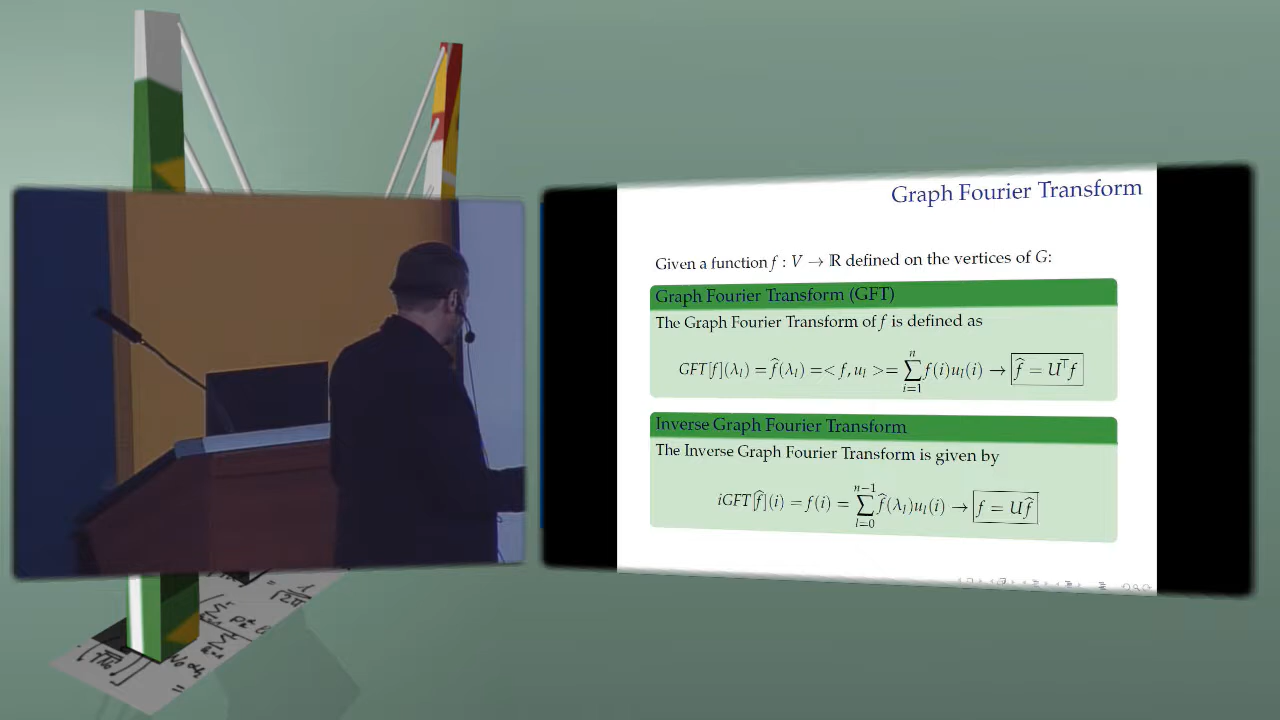 Graph Fourier Transform
Given a function f : V → ℝ defined on the vertices of G:
Graph Fourier Transform (GFT)
The Graph Fourier Transform of f is defined as
GFT[f](λ_l) = f̂(λ_l) =< f, u_l >= ∑_{i=1}^{n} f(i)u_l(i) → f̂ = U^⊤f
Inverse Graph Fourier Transform
The Inverse Graph Fourier Transform is given by
iGFT[f̂](i) = f(i) = ∑_{l=0}^{n−1} f̂(λ_l)u_l(i) → f = Uf̂